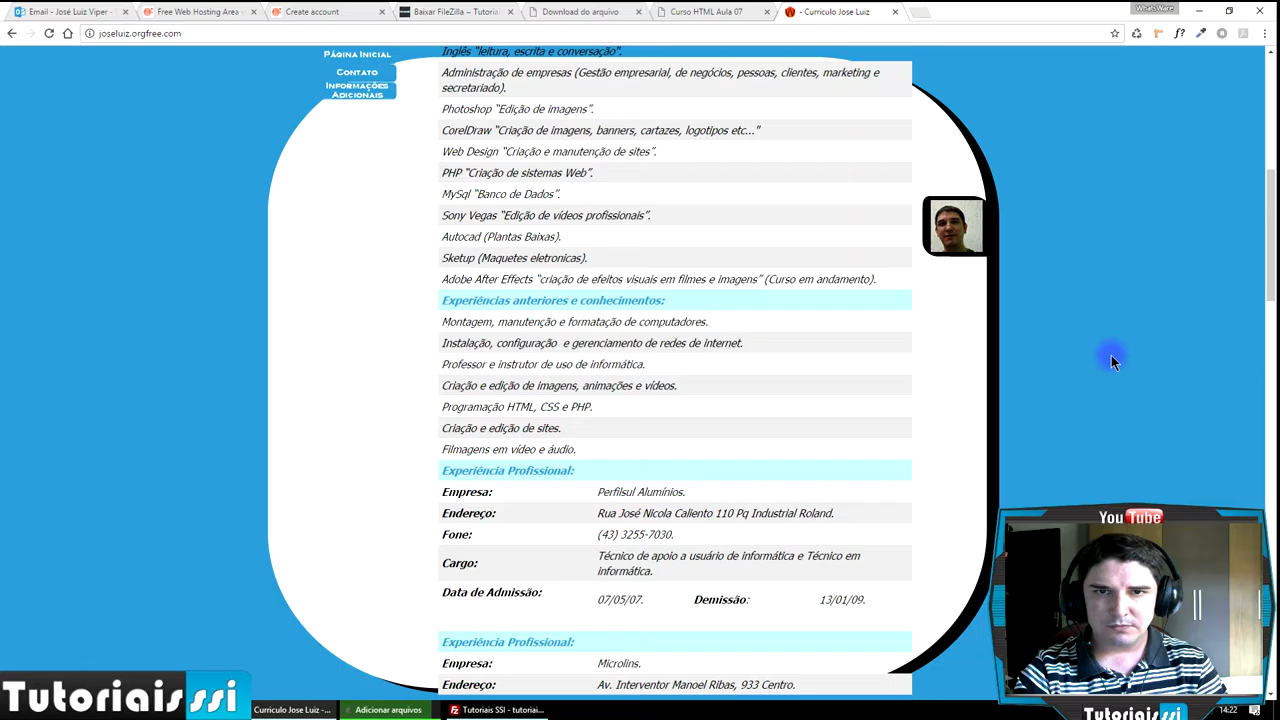 Email - José Luiz Viper -
Free Web Hosting Area
Create account
Baixar FileZilla – Tutoria
Download do arquivo
Curso HTML Aula 07
- Curriculo Jose Luiz
WhatsWare
joseluiz.orgfree.com
Página Inicial
Contato
Informações
Adicionais
Inglês "leitura, escrita e conversação".
Administração de empresas (Gestão empresarial, de negócios, pessoas, clientes, marketing e
secretariado).
Photoshop "Edição de imagens".
CorelDraw "Criação de imagens, banners, cartazes, logotipos etc..."
Web Design "Criação e manutenção de sites".
PHP "Criação de sistemas Web".
MySql "Banco de Dados".
Sony Vegas "Edição de vídeos profissionais".
Autocad (Plantas Baixas).
Sketup (Maquetes eletronicas).
Adobe After Effects "criação de efeitos visuais em filmes e imagens" (Curso em andamento).
Experiências anteriores e conhecimentos:
Montagem, manutenção e formatação de computadores.
Instalação, configuração e gerenciamento de redes de internet.
Professor e instrutor de uso de informática.
Criação e edição de imagens, animações e vídeos.
Programação HTML, CSS e PHP.
Criação e edição de sites.
Filmagens em vídeo e áudio.
Experiência Profissional:
Empresa: Perfilsul Alumínios.
Endereço: Rua José Nicola Caliento 110 Pq Industrial Roland.
Fone: (43) 3255-7030.
Cargo: Técnico de apoio a usuário de informática e Técnico em
informática.
Data de Admissão: 07/05/07. Demissão: 13/01/09.
Experiência Profissional:
Empresa: Microlins.
Endereço: Av. Interventor Manoel Ribas, 933 Centro.
YouTube
Tutoriais ssi
Curriculo Jose Luiz -...
Adicionar arquivos
Tutoriais SSI - tutoriai...
Tutoriais ssi
14:22